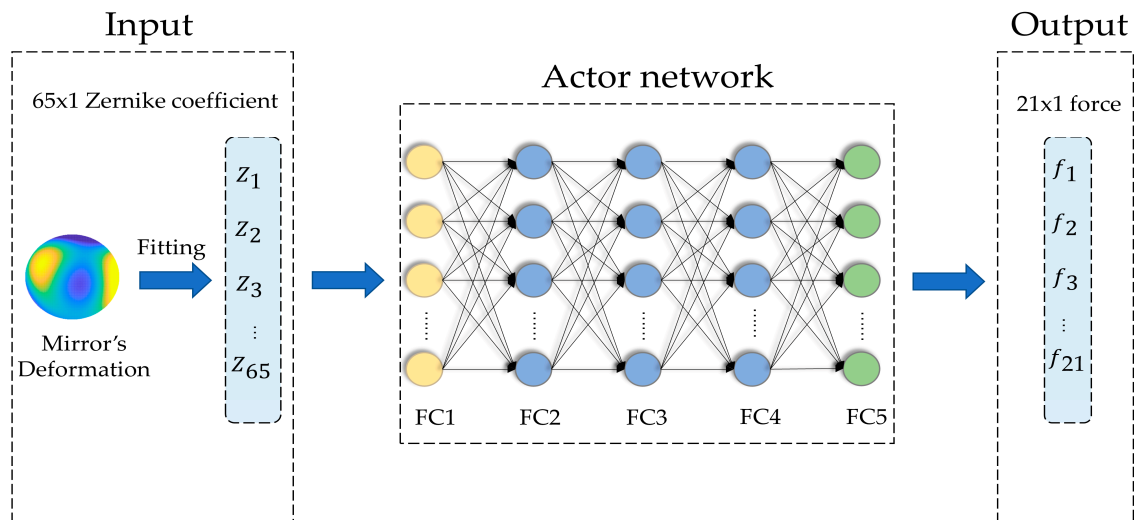 Input
65x1 Zernike coefficient
Mirror's
Deformation
Fitting
z1
z2
z3
...
z65
Actor network
......
......
......
......
......
FC1
FC2
FC3
FC4
FC5
Output
21x1 force
f1
f2
f3
...
f21